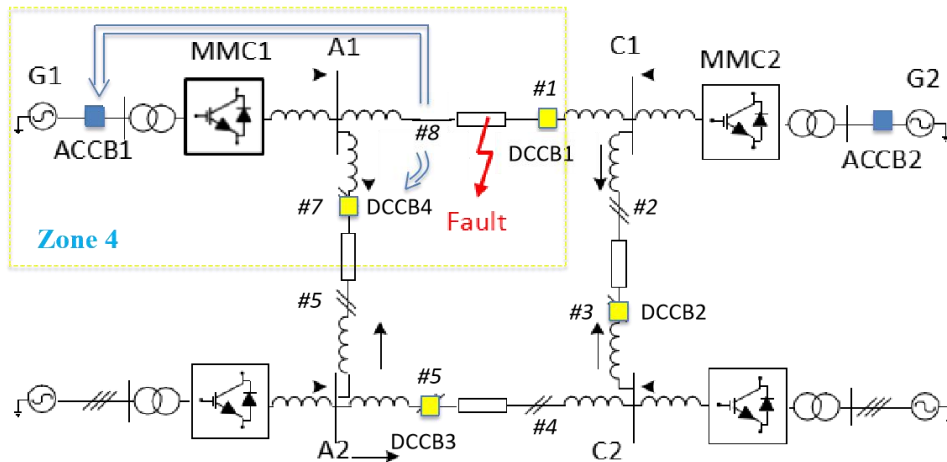 A1
C1
MMC1
MMC2
G1
G2
#1
#8
ACCB1
DCCB1
ACCB2
#7
DCCB4
Fault
#2
Zone 4
#5
#3
DCCB2
#5
#4
A2
DCCB3
C2